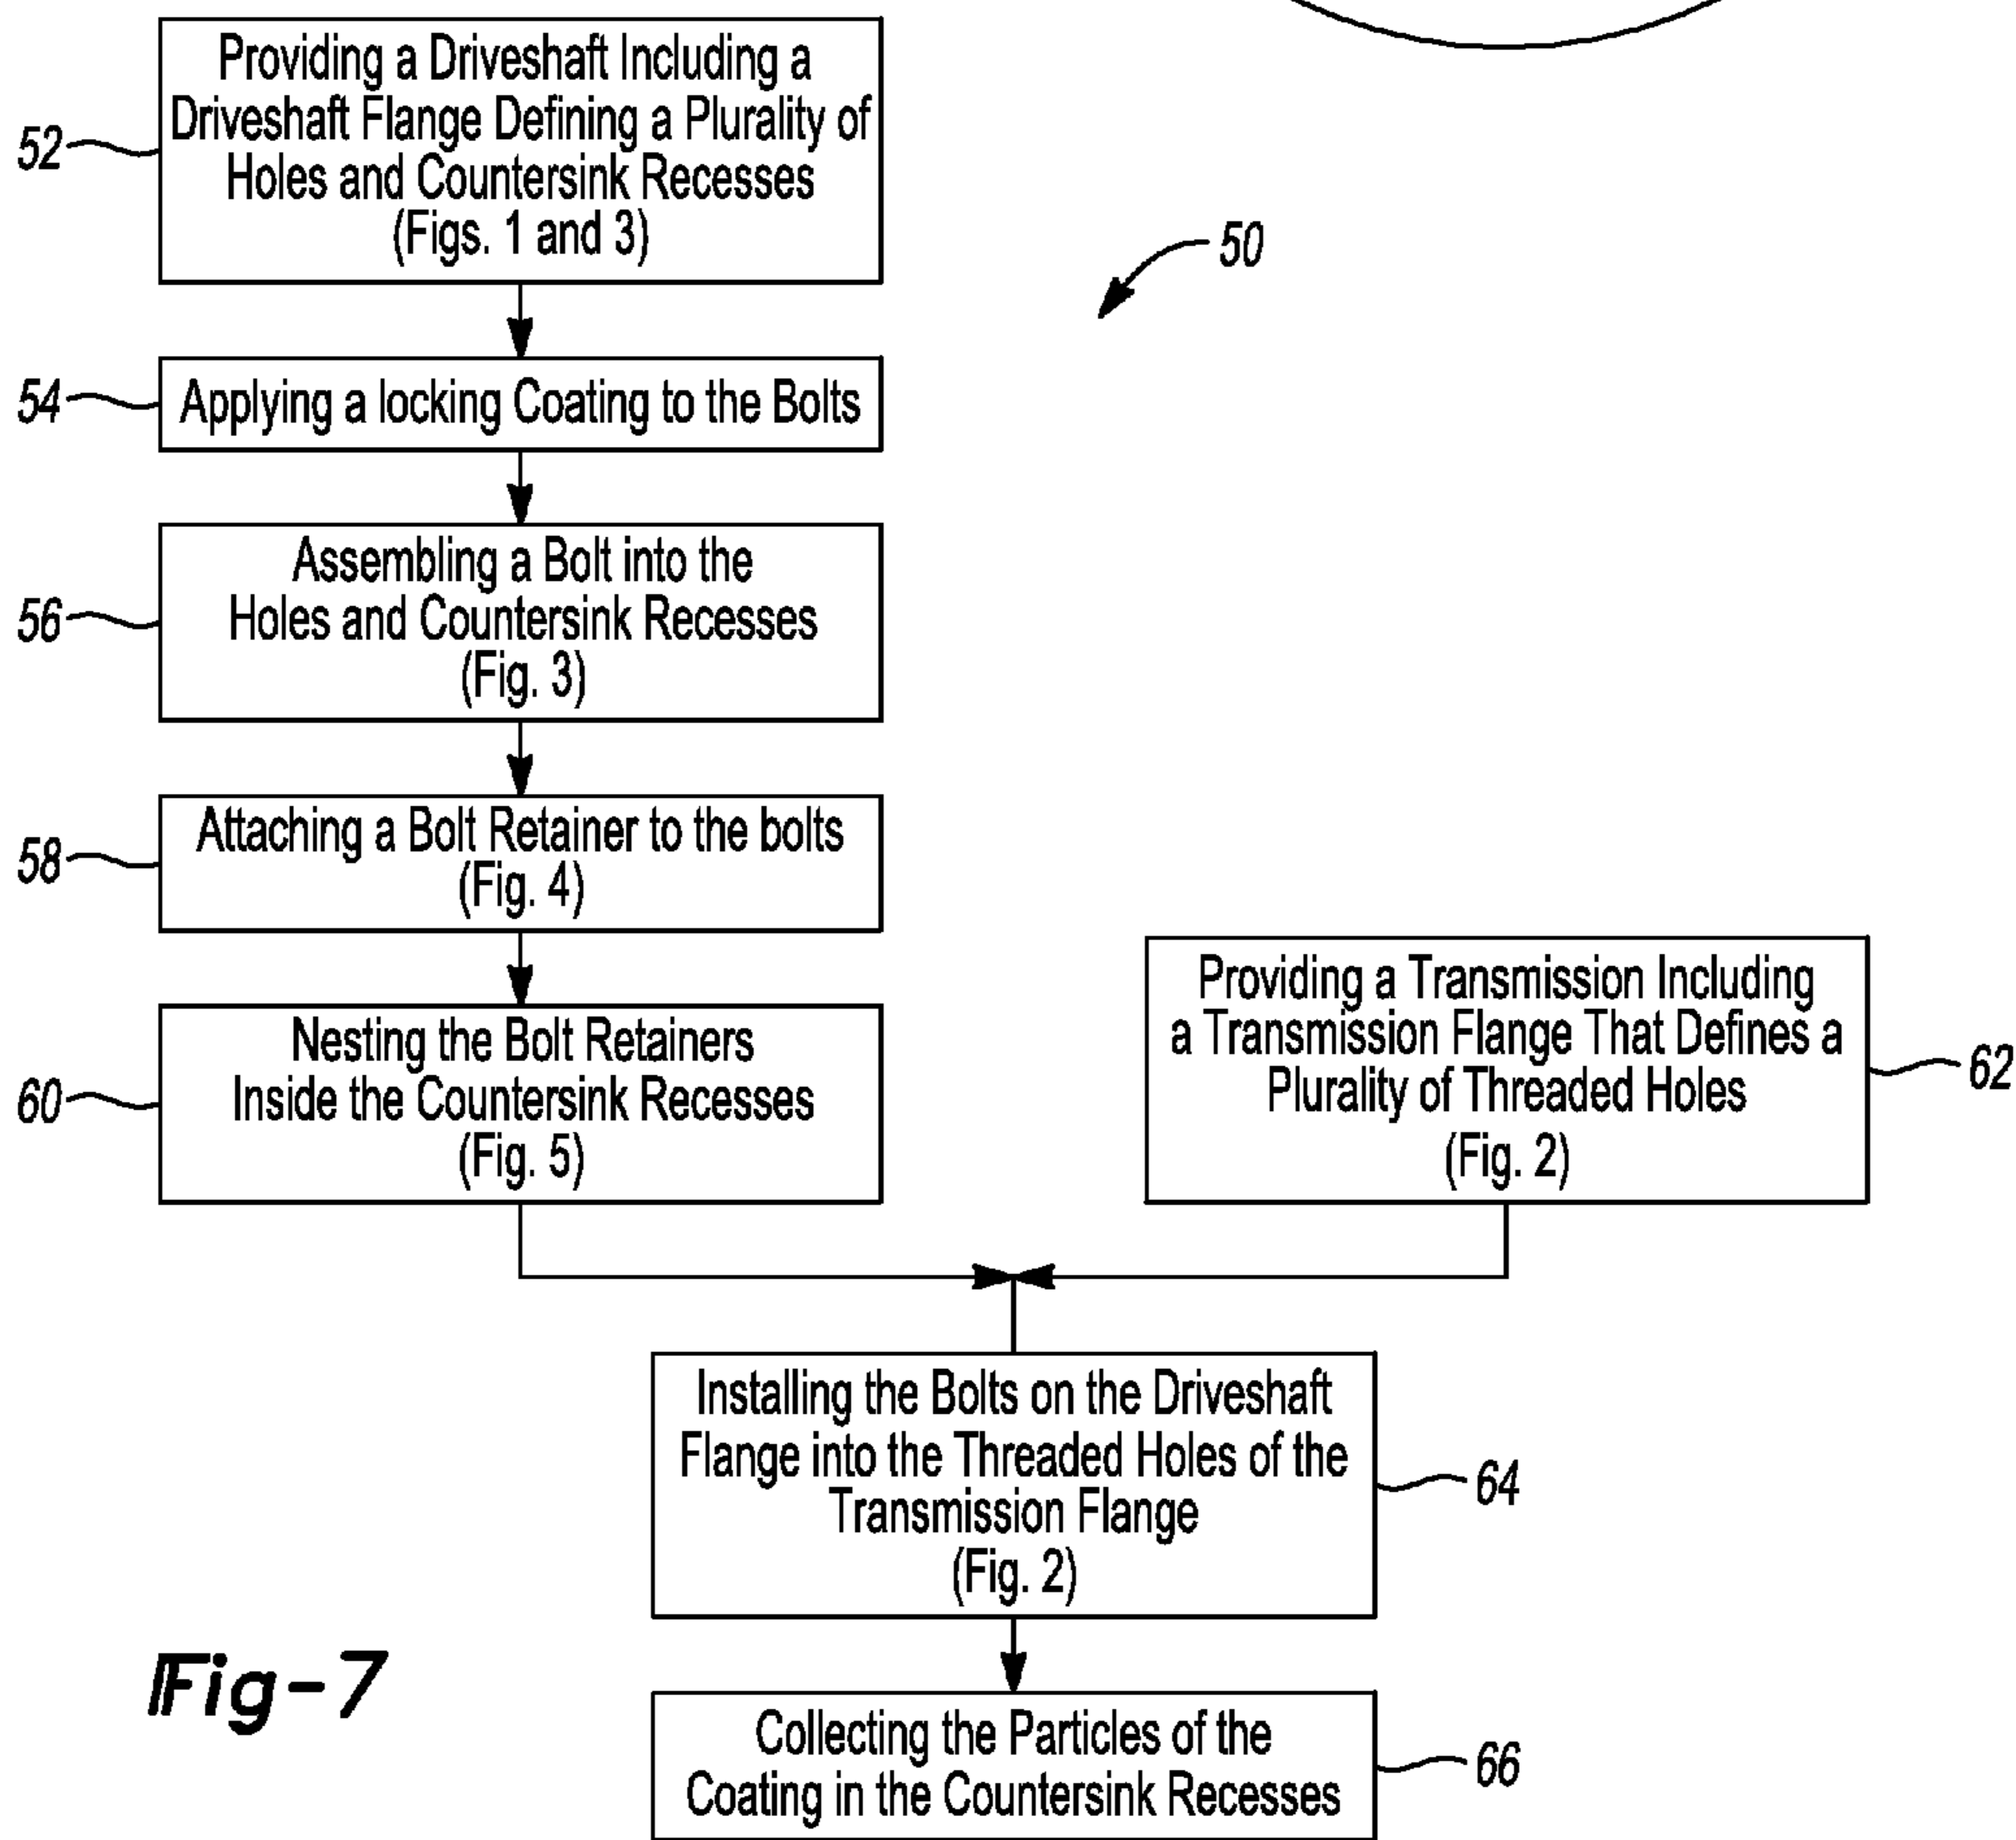 52
Providing a Driveshaft Including a
Driveshaft Flange Defining a Plurality of
Holes and Countersink Recesses
(Figs. 1 and 3)
50
54
Applying a locking Coating to the Bolts
56
Assembling a Bolt into the
Holes and Countersink Recesses
(Fig. 3)
58
Attaching a Bolt Retainer to the bolts
(Fig. 4)
60
Nesting the Bolt Retainers
Inside the Countersink Recesses
(Fig. 5)
Providing a Transmission Including
a Transmission Flange That Defines a
Plurality of Threaded Holes
(Fig. 2)
62
Installing the Bolts on the Driveshaft
Flange into the Threaded Holes of the
Transmission Flange
(Fig. 2)
64
Collecting the Particles of the
Coating in the Countersink Recesses
66
Fig-7